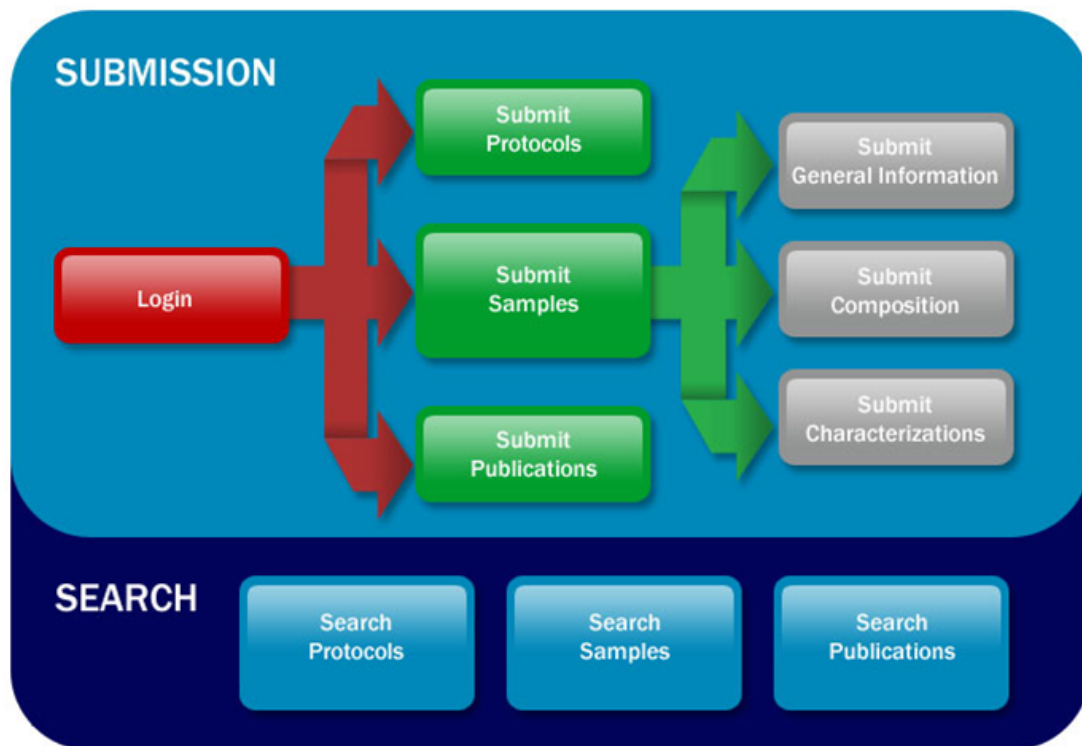 SUBMISSION
Submit
Protocols
Submit
General Information
Login
Submit
Samples
Submit
Composition
Submit
Characterizations
Submit
Publications
SEARCH
Search
Protocols
Search
Samples
Search
Publications